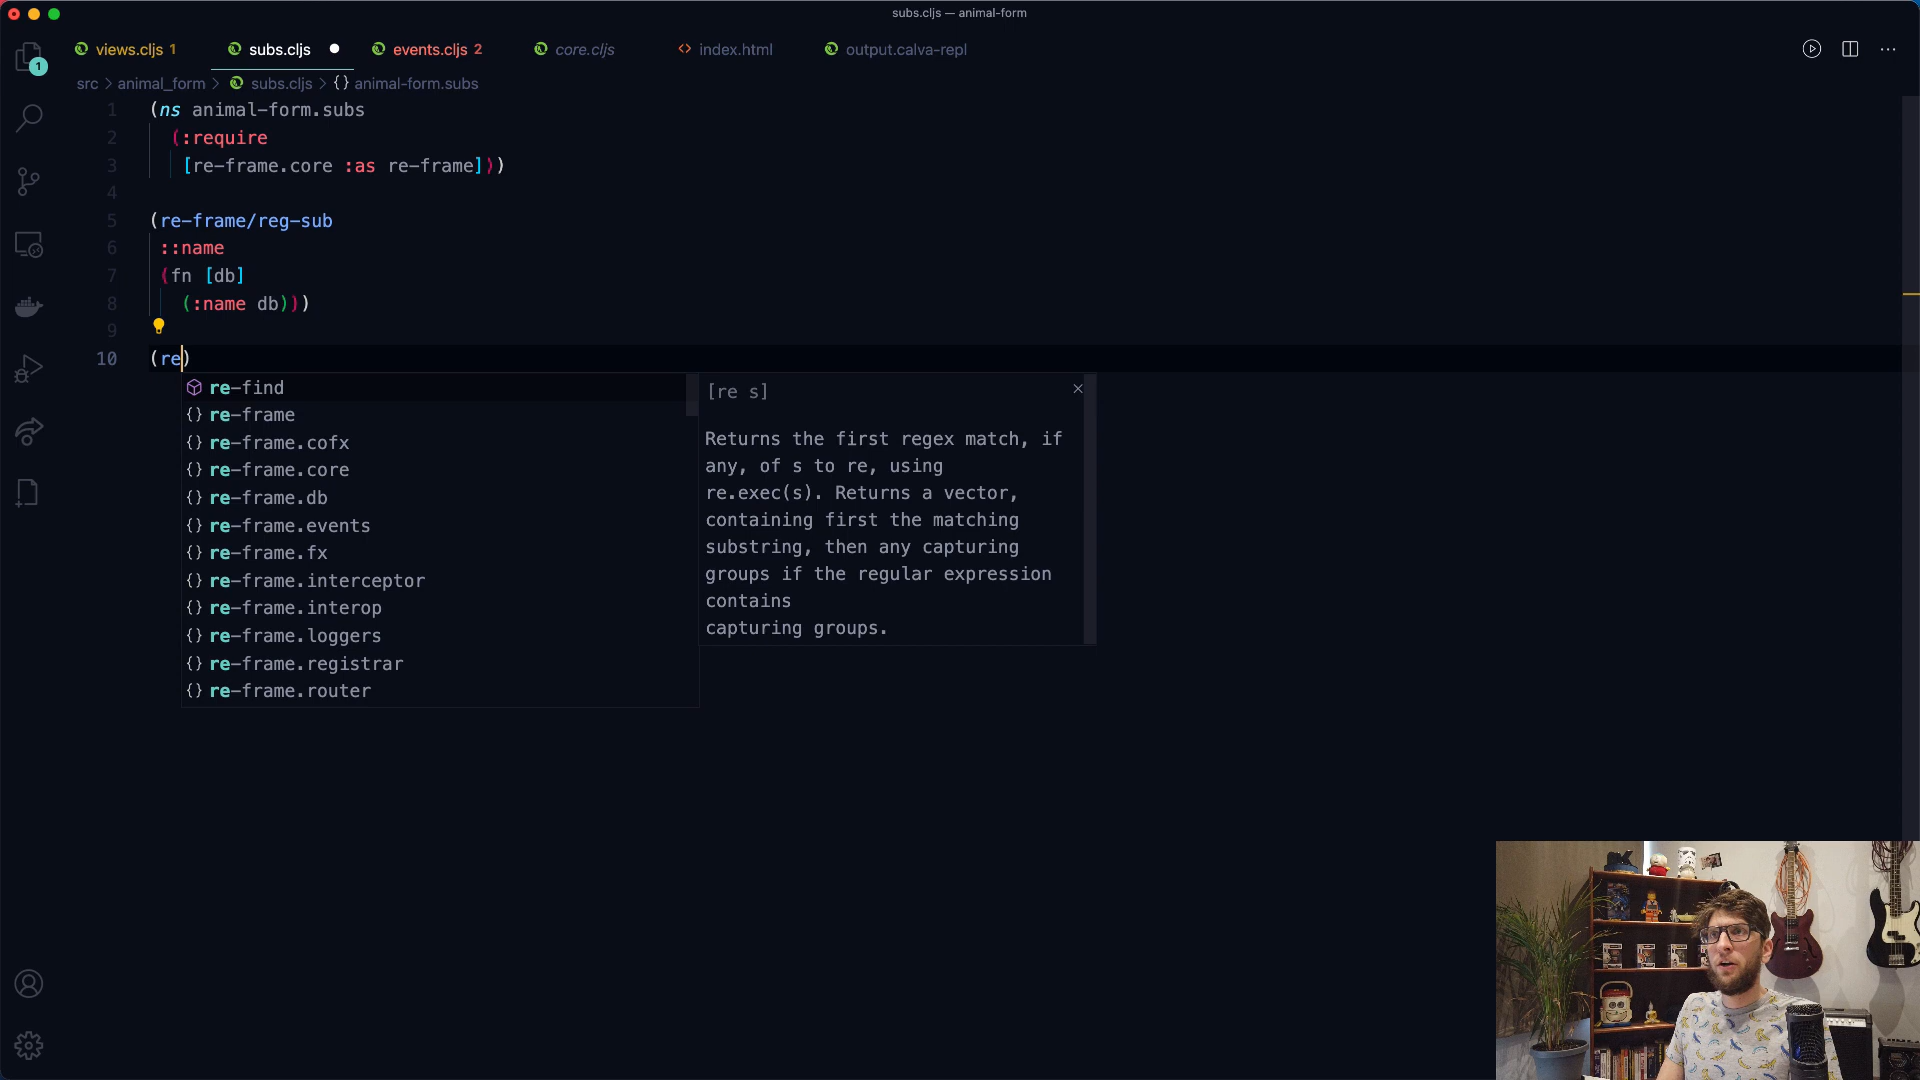 subs.cljs — animal-form
views.cljs 1 subs.cljs events.cljs 2 core.cljs index.html output.calva-repl
1
src > animal_form > subs.cljs > {} animal-form.subs
1 (ns animal-form.subs
2 (:require
3 [re-frame.core :as re-frame]))
4
5 (re-frame/reg-sub
6 ::name
7 (fn [db]
8 (:name db)))
9
10 (re)
re-find
{} re-frame
{} re-frame.cofx
{} re-frame.core
{} re-frame.db
{} re-frame.events
{} re-frame.fx
{} re-frame.interceptor
{} re-frame.interop
{} re-frame.loggers
{} re-frame.registrar
{} re-frame.router
[re s]
Returns the first regex match, if
any, of s to re, using
re.exec(s). Returns a vector,
containing first the matching
substring, then any capturing
groups if the regular expression
contains
capturing groups.